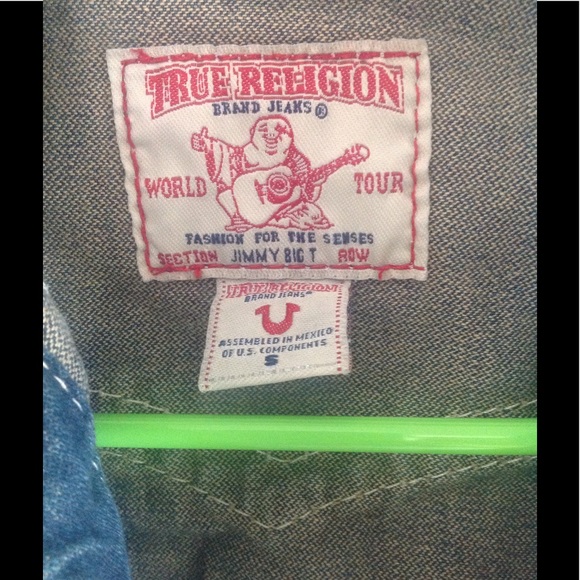 TRUE RELIGION
BRAND JEANS®
WORLD TOUR
FASHION FOR THE SENSES
SECTION JIMMY BIG T ROW
TRUE RELIGION
BRAND JEANS
ASSEMBLED IN MEXICO
OF U.S. COMPONENTS
S